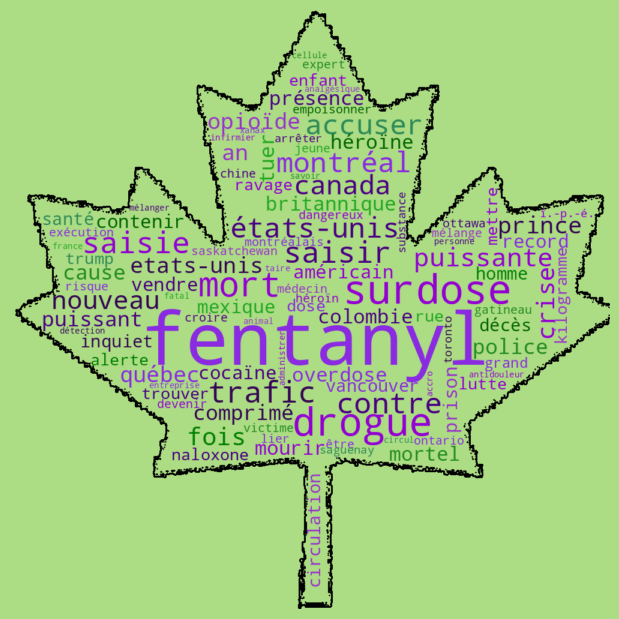 cellule
expert
enfant
analgésique
présence
empoisonner
opioïde
accuser
xanax
infirmier
arrêter
héroïne
tuer
an
jeune
montréal
chine
savoir
ravage
canada
substance
mettre
britannique
mélanger
dangereux
i.-p.-é.
santé
contenir
états-unis
ottawa
prince
exécution
saisie
montréalais
mélange
record
france
saskatchewan
saisir
personne
puissante
kilogramme
trump
etats-unis
taire
américain
homme
crise
cause
mort
médecin
surdose
risque
vendre
nouveau
fatal
héroïn
mexique
dose
gatineau
puissant
croire
animal
colombie
rue
décès
détection
fentanyl
toronto
inquiet
administrer
police
alerte
grand
québec
cocaïne
overdose
accro
antidouleur
entreprise
vancouver
prison
lutte
trouver
trafic
devenir
contre
comprimé
drogue
victime
fois
lier
être
circul
ontario
mourir
saguenay
naloxone
mortel
circulation